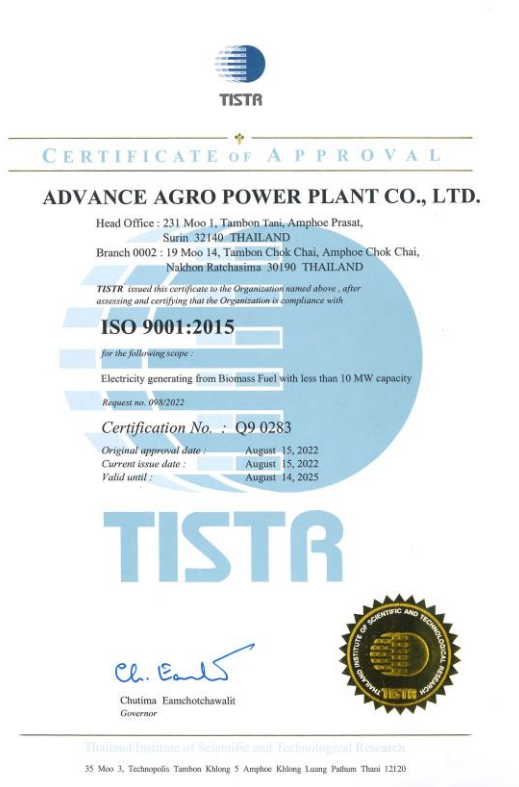 TISTR
CERTIFICATE OF APPROVAL
ADVANCE AGRO POWER PLANT CO., LTD.
Head Office : 231 Moo 1, Tambon Tani, Amphoe Prasat,
Surin 32140 THAILAND
Branch 0002 : 19 Moo 14, Tambon Chok Chai, Amphoe Chok Chai,
Nakhon Ratchasima 30190 THAILAND
TISTR issued this certificate to the Organization named above , after
assessing and certifying that the Organization is compliance with
ISO 9001:2015
for the following scope :
Electricity generating from Biomass Fuel with less than 10 MW capacity
Request no. 098/2022
Certification No. : Q9 0283
Original approval date : August 15, 2022
Current issue date : August 15, 2022
Valid until : August 14, 2025
TISTR
THAILAND INSTITUTE OF SCIENTIFIC AND TECHNOLOGICAL RESEARCH
TISTR
Ch. Eam
Chutima Eamchotchawalit
Governor
Thailand Institute of Scientific and Technological Research
35 Moo 3, Technopolis Tambon Khlong 5 Amphoe Khlong Luang Pathum Thani 12120